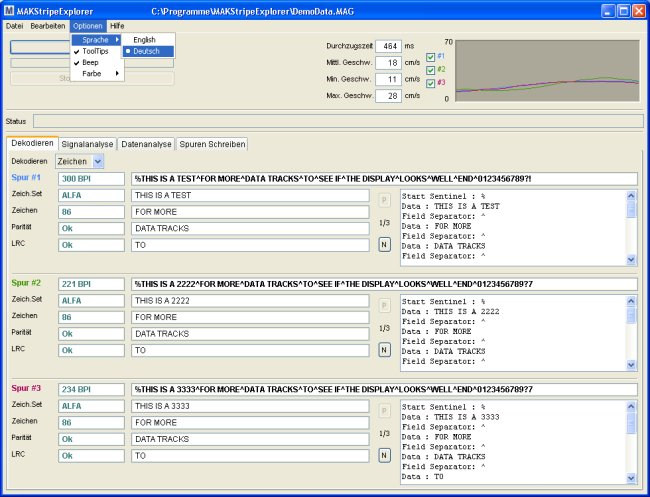 MAKStripeExplorer C:\Programme\MAKStripeExplorer\DemoData.MAG
Datei Bearbeiten Optionen Hilfe
Sprache
English
ToolTips
Deutsch
Beep
Farbe
Durchzugszeit 464 ms
Mittl. Geschw. 18 cm/s
Min. Geschw. 11 cm/s
Max. Geschw. 28 cm/s
#1
#2
#3
70
0
Status
Dekodieren Signalanalyse Datenanalyse Spuren Schreiben
Dekodieren Zeichen
Spur #1 300 BPI %THIS IS A TEST^FOR MORE^DATA TRACKS^TO^SEE IF^THE DISPLAY^LOOKS^WELL^END^0123456789?!
Zeich.Set ALFA THIS IS A TEST
Zeichen 86 FOR MORE
Parität Ok DATA TRACKS
LRC Ok TO
P
1/3
N
Start Sentinel : %
Data : THIS IS A TEST
Field Separator: ^
Data : FOR MORE
Field Separator: ^
Data : DATA TRACKS
Field Separator: ^
Spur #2 221 BPI %THIS IS A 2222^FOR MORE^DATA TRACKS^TO^SEE IF^THE DISPLAY^LOOKS^WELL^END^0123456789?7
Zeich.Set ALFA THIS IS A 2222
Zeichen 86 FOR MORE
Parität Ok DATA TRACKS
LRC Ok TO
P
1/3
N
Start Sentinel : %
Data : THIS IS A 2222
Field Separator: ^
Data : FOR MORE
Field Separator: ^
Data : DATA TRACKS
Field Separator: ^
Spur #3 234 BPI %THIS IS A 3333^FOR MORE^DATA TRACKS^TO^SEE IF^THE DISPLAY^LOOKS^WELL^END^0123456789?7
Zeich.Set ALFA THIS IS A 3333
Zeichen 86 FOR MORE
Parität Ok DATA TRACKS
LRC Ok TO
P
1/3
N
Start Sentinel : %
Data : THIS IS A 3333
Field Separator: ^
Data : FOR MORE
Field Separator: ^
Data : DATA TRACKS
Field Separator: ^
Data : TO